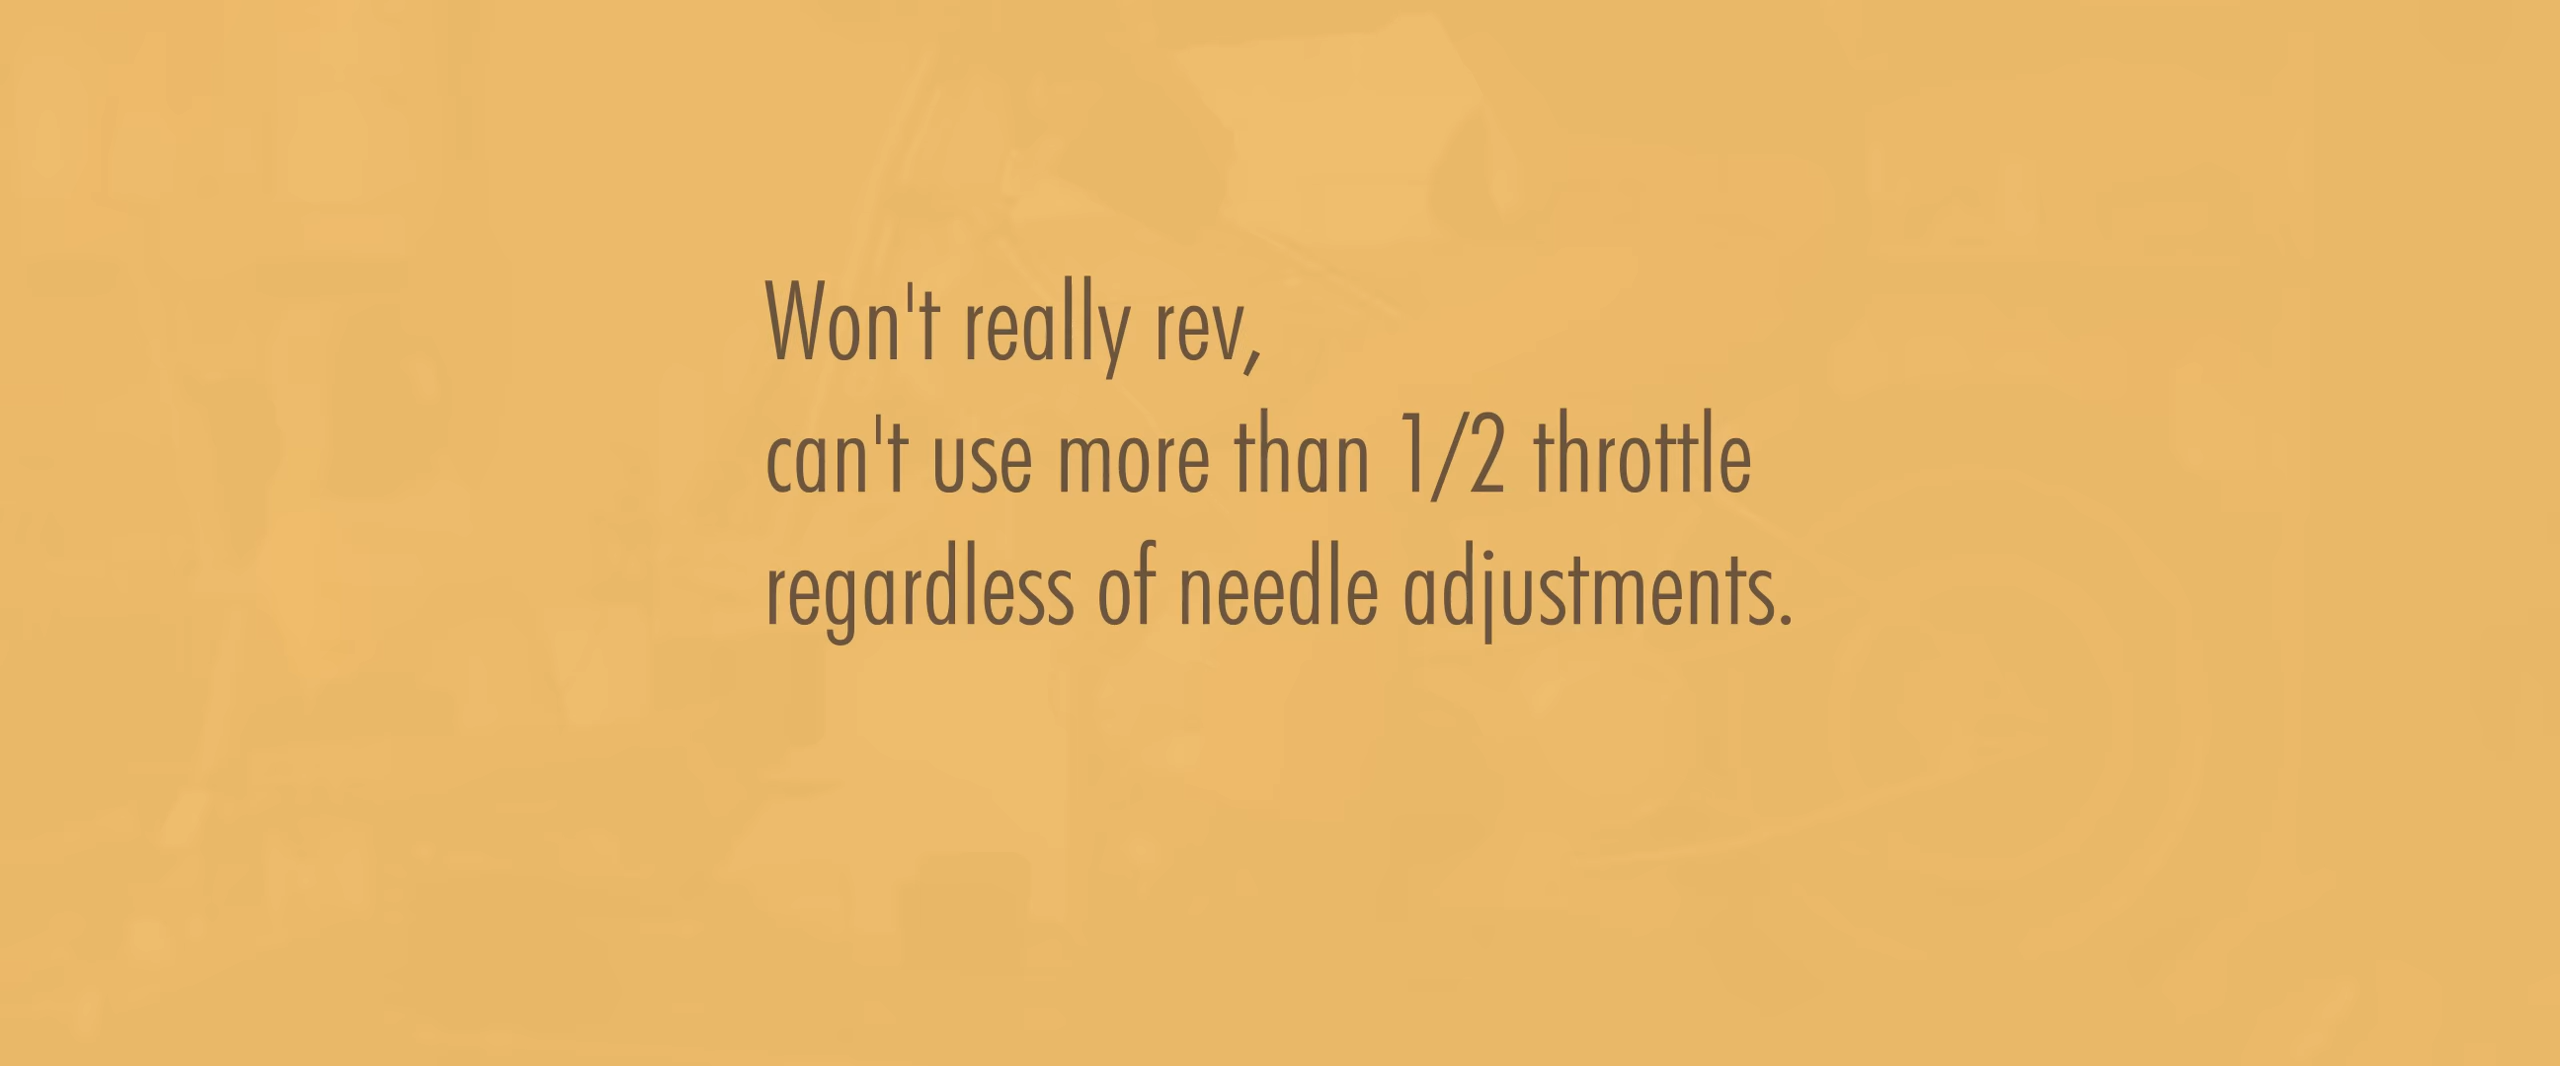 Won't really rev,
can't use more than 1/2 throttle
regardless of needle adjustments.